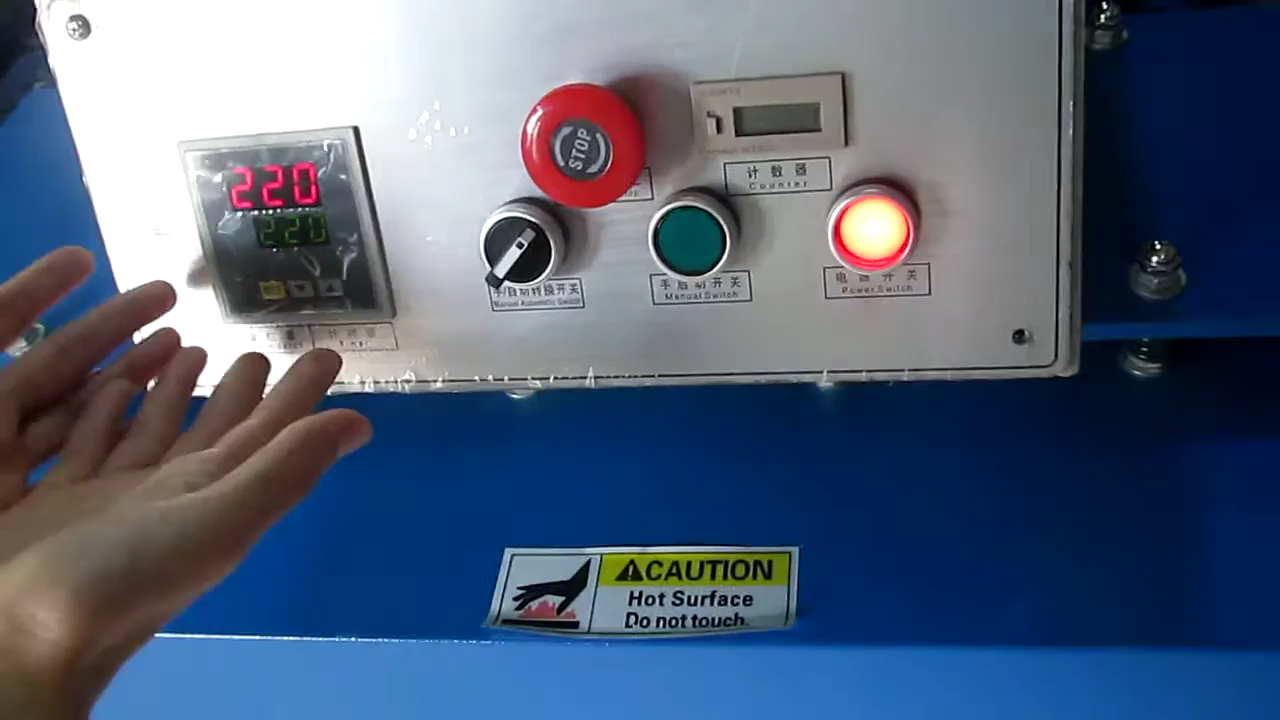 220
220
STOP
计数器
Counter
手/自动转换开关
Manual Automatic Switch
手启动开关
Manual Switch
电源开关
Power Switch
CAUTION
Hot Surface
Do not touch.